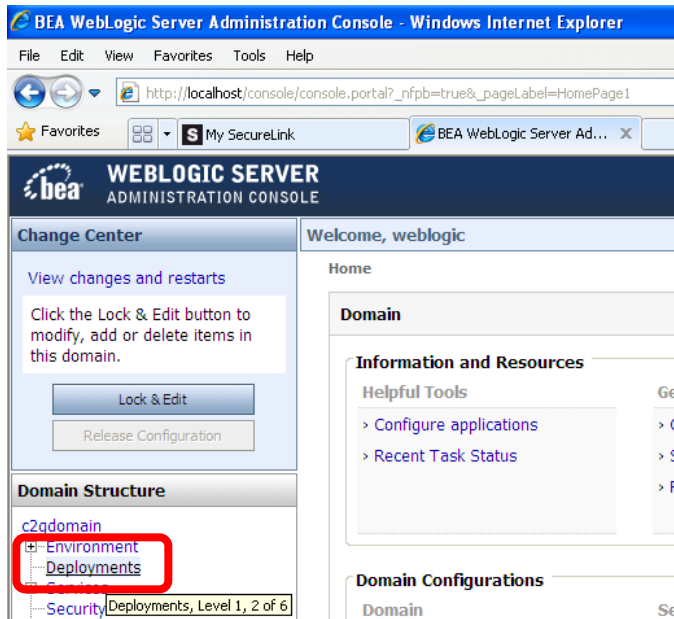 BEA WebLogic Server Administration Console - Windows Internet Explorer
File Edit View Favorites Tools Help
http://localhost/console/console.portal?_nfpb=true&_pageLabel=HomePage1
Favorites My SecureLink BEA WebLogic Server Ad... X
bea WEBLOGIC SERVER
ADMINISTRATION CONSOLE
Change Center
View changes and restarts
Click the Lock & Edit button to
modify, add or delete items in
this domain.
Lock & Edit
Release Configuration
Domain Structure
c2qdomain
Environment
Deployments
Services
Security
Deployments, Level 1, 2 of 6
Welcome, weblogic
Home
Domain
Information and Resources
Helpful Tools
Ge
› Configure applications
› Recent Task Status
Domain Configurations
Domain
Se